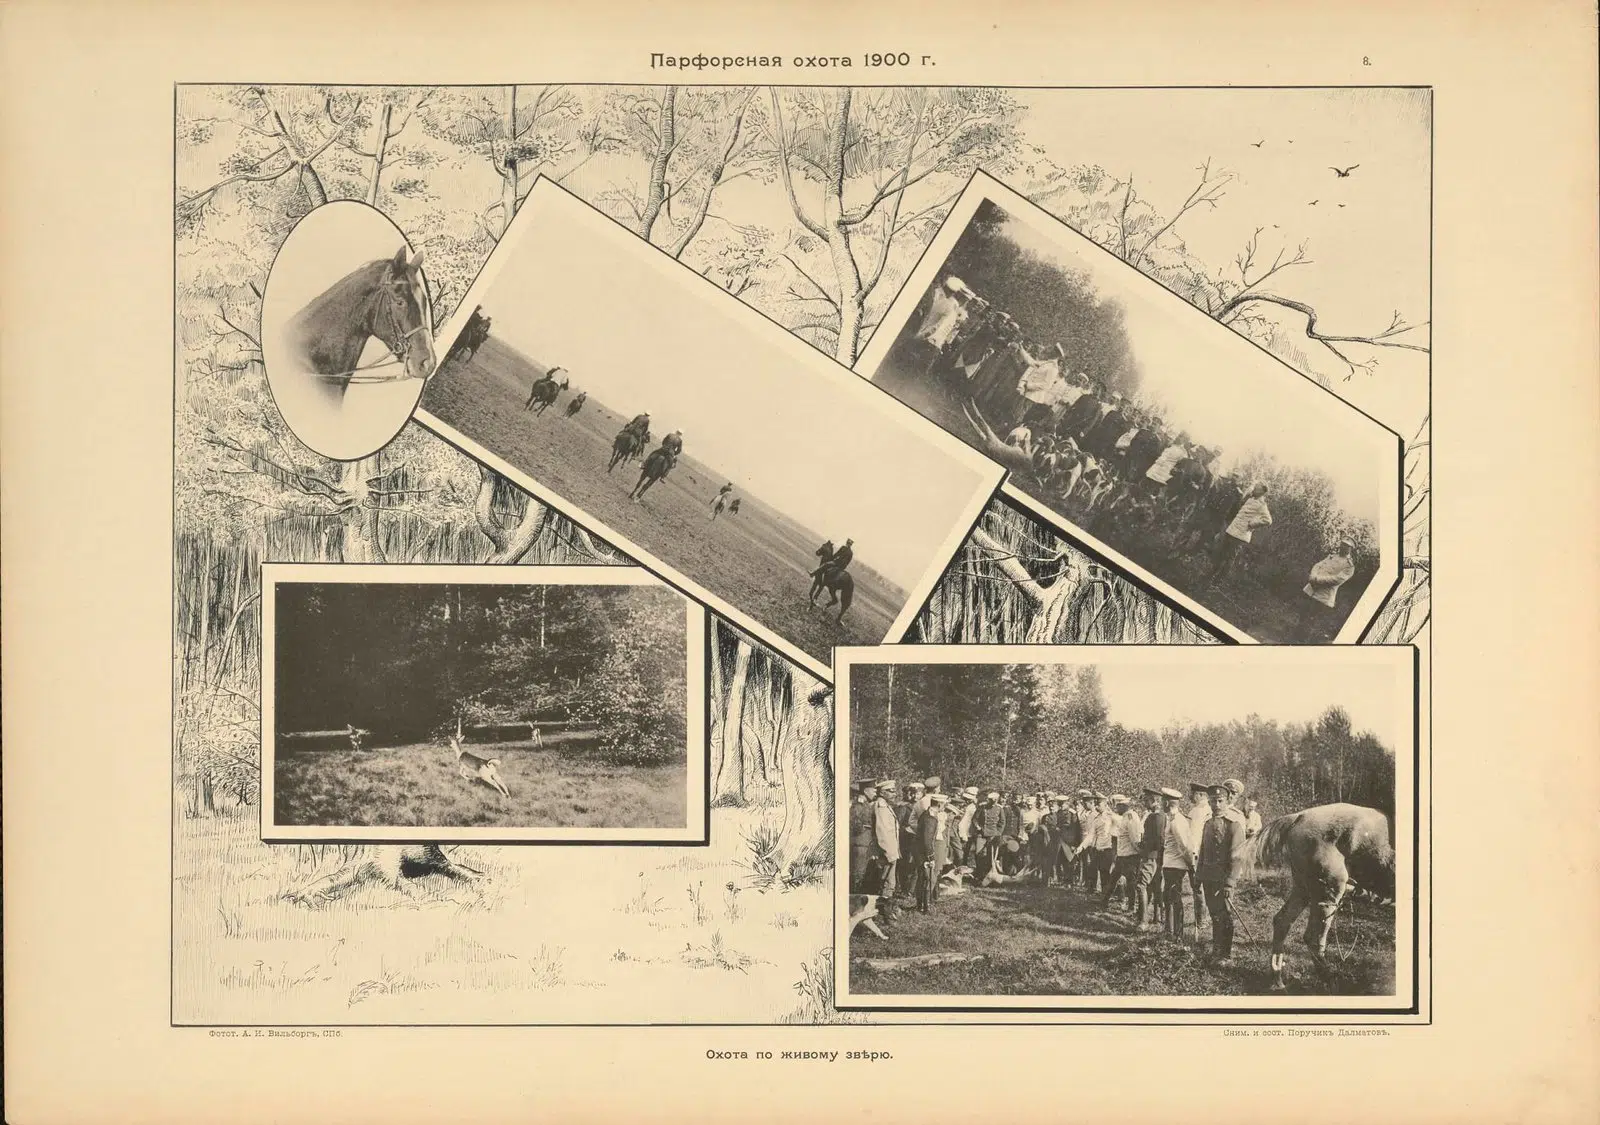 Парфорсная охота 1900 г.
8.
Фотот. А. И. Вильборгъ, СПб.
Сним. и сост. Поручикъ Далматовъ.
Охота по живому звѣрю.